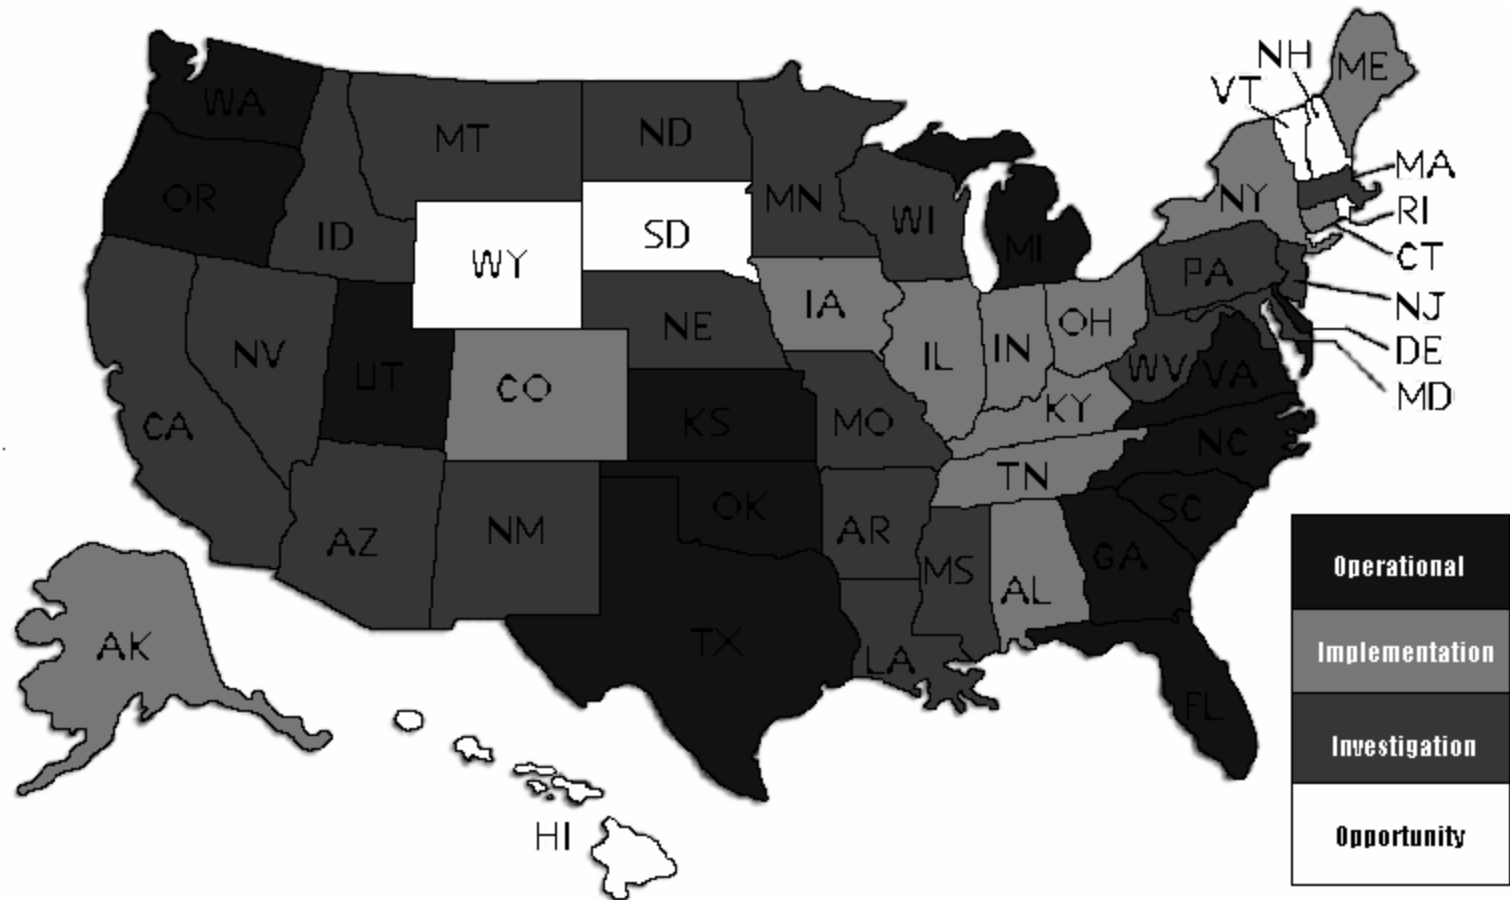 NH
ME
VT
WA
MT
ND
MA
OR
MN
WI
NY
RI
ID
SD
MI
CT
WY
PA
NJ
IA
NE
OH
DE
NV
IL
IN
WV
VA
UT
CO
MD
KY
CA
KS
MO
NC
TN
OK
SC
AZ
NM
AR
GA
MS
AL
Operational
AK
TX
LA
Implementation
FL
Investigation
HI
Opportunity